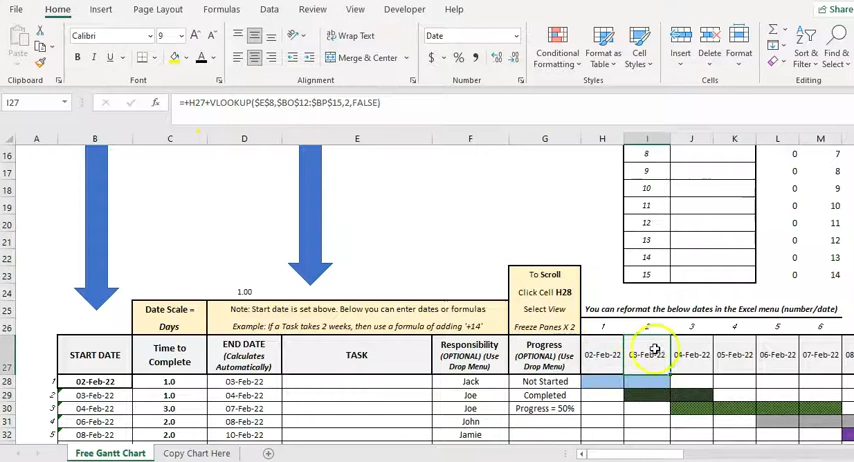 File Home Insert Page Layout Formulas Data Review View Developer Help Share
Calibri 9 A A Wrap Text Date
Paste B I U A Merge & Center $ % Conditional Formatting Format as Table Cell Styles Insert Delete Format Sort & Filter Find & Select
Clipboard Font Alignment Number Styles Cells Editing
I27 fx =+H27+VLOOKUP($E$8,$BO$12:$BP$15,2,FALSE)
A B C D E F G H I J K L M
16 8 0 7
17 9 0 8
18 10 0 9
19 11 0 10
20 12 0 11
21 13 0 12
22 14 0 13
23 To Scroll 15 0 14
24 1.00 Click Cell H28
25 Date Scale = Note: Start date is set above. Below you can enter dates or formulas Select View You can reformat the below dates in the Excel menu (number/date)
26 Days Example: If a Task takes 2 weeks, then use a formula of adding '+14' Freeze Panes X 2 1 2 4 5 6
27 START DATE Time to Complete END DATE (Calculates Automatically) TASK Responsibility (OPTIONAL) (Use Drop Menu) Progress (OPTIONAL) (Use Drop Menu) 02-Feb-22 03-Feb-22 04-Feb-22 05-Feb-22 06-Feb-22 07-Feb-22 08
28 1 02-Feb-22 1.0 03-Feb-22 Jack Not Started
29 2 03-Feb-22 1.0 04-Feb-22 Joe Completed
30 3 04-Feb-22 3.0 07-Feb-22 Joe Progress = 50%
31 4 06-Feb-22 2.0 08-Feb-22 John
32 5 08-Feb-22 2.0 10-Feb-22 Jamie
Free Gantt Chart Copy Chart Here